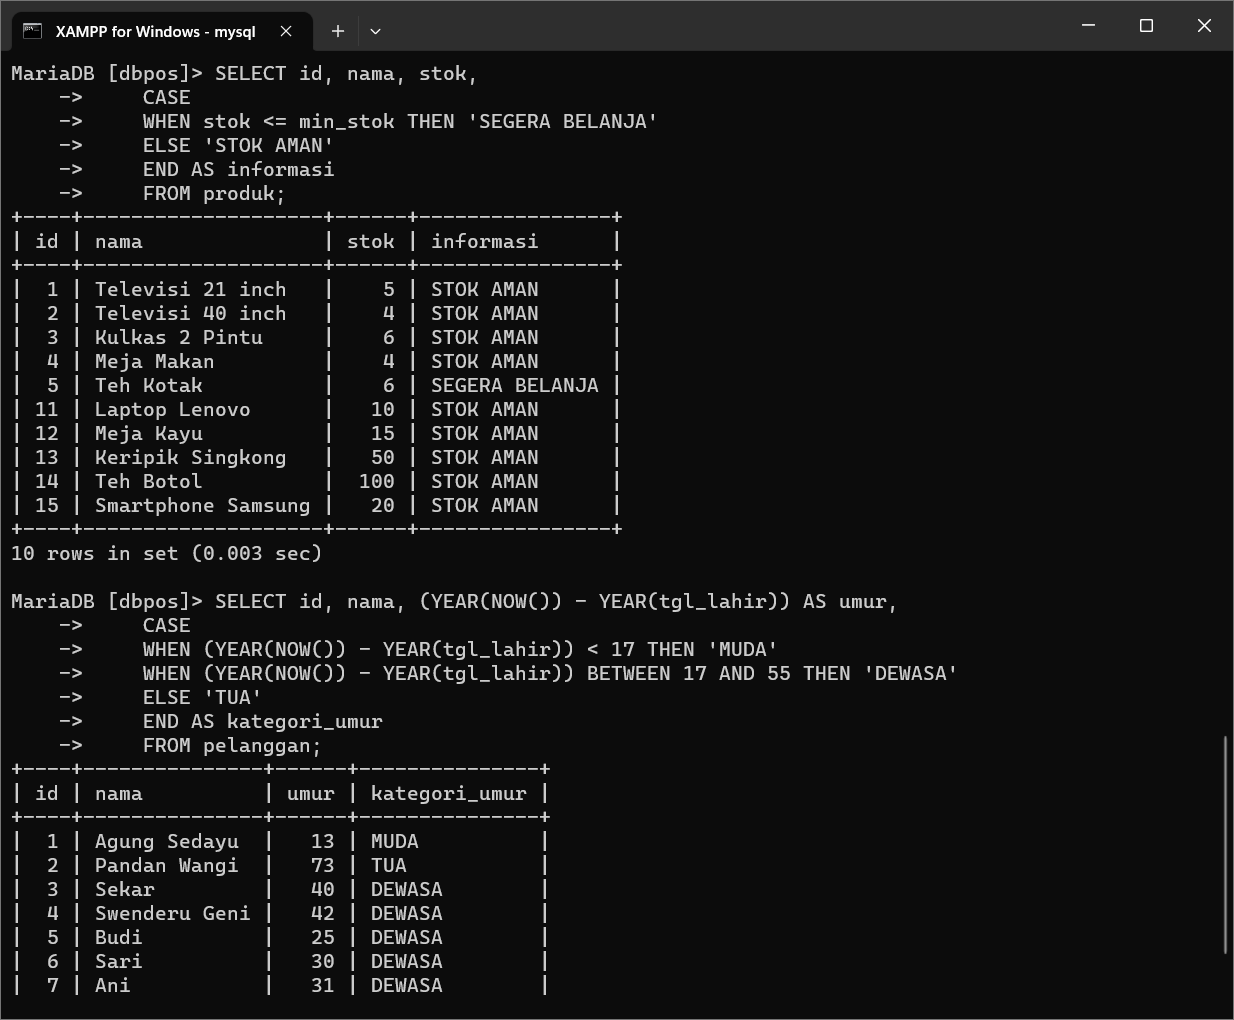 XAMPP for Windows - mysql
MariaDB [dbpos]> SELECT id, nama, stok,
    ->     CASE
    ->     WHEN stok <= min_stok THEN 'SEGERA BELANJA'
    ->     ELSE 'STOK AMAN'
    ->     END AS informasi
    ->     FROM produk;
+----+--------------------+------+----------------+
| id | nama               | stok | informasi      |
+----+--------------------+------+----------------+
|  1 | Televisi 21 inch   |    5 | STOK AMAN      |
|  2 | Televisi 40 inch   |    4 | STOK AMAN      |
|  3 | Kulkas 2 Pintu     |    6 | STOK AMAN      |
|  4 | Meja Makan         |    4 | STOK AMAN      |
|  5 | Teh Kotak          |    6 | SEGERA BELANJA |
| 11 | Laptop Lenovo      |   10 | STOK AMAN      |
| 12 | Meja Kayu          |   15 | STOK AMAN      |
| 13 | Keripik Singkong   |   50 | STOK AMAN      |
| 14 | Teh Botol          |  100 | STOK AMAN      |
| 15 | Smartphone Samsung |   20 | STOK AMAN      |
+----+--------------------+------+----------------+
10 rows in set (0.003 sec)

MariaDB [dbpos]> SELECT id, nama, (YEAR(NOW()) - YEAR(tgl_lahir)) AS umur,
    ->     CASE
    ->     WHEN (YEAR(NOW()) - YEAR(tgl_lahir)) < 17 THEN 'MUDA'
    ->     WHEN (YEAR(NOW()) - YEAR(tgl_lahir)) BETWEEN 17 AND 55 THEN 'DEWASA'
    ->     ELSE 'TUA'
    ->     END AS kategori_umur
    ->     FROM pelanggan;
+----+---------------+------+---------------+
| id | nama          | umur | kategori_umur |
+----+---------------+------+---------------+
|  1 | Agung Sedayu  |   13 | MUDA          |
|  2 | Pandan Wangi  |   73 | TUA           |
|  3 | Sekar         |   40 | DEWASA        |
|  4 | Swenderu Geni |   42 | DEWASA        |
|  5 | Budi          |   25 | DEWASA        |
|  6 | Sari          |   30 | DEWASA        |
|  7 | Ani           |   31 | DEWASA        |